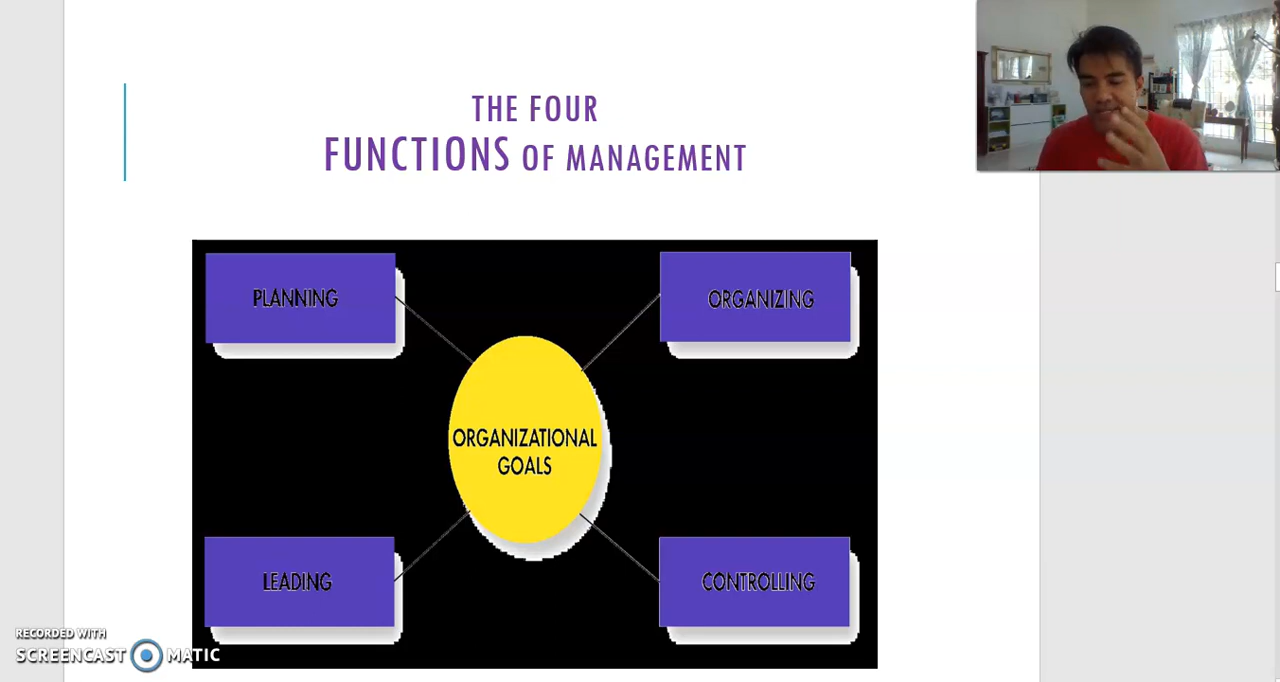 THE FOUR
FUNCTIONS OF MANAGEMENT
PLANNING
ORGANIZING
ORGANIZATIONAL
GOALS
LEADING
CONTROLLING
RECORDED WITH
SCREENCAST MATIC